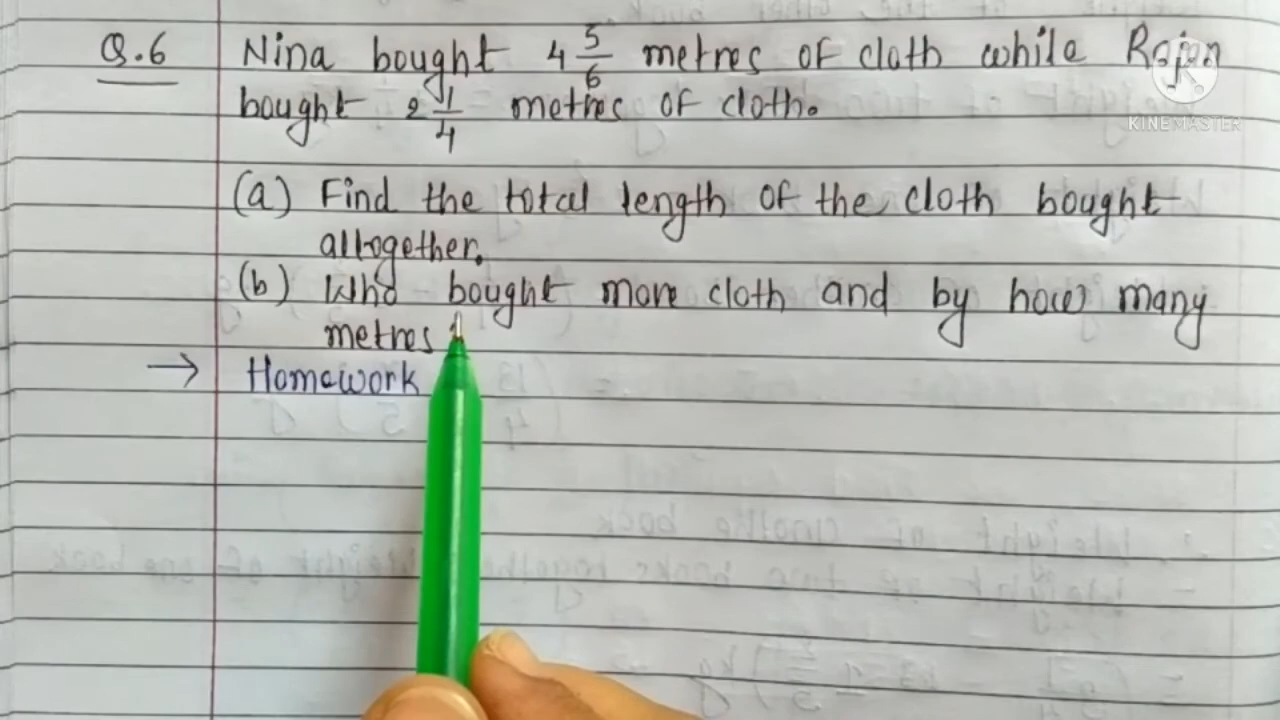 Q.6 Nina bought 4 5/6 metres of cloth while Rajan
bought 2 1/4 metres of cloth.
(a) Find the total length of the cloth bought
altogether.
(b) Who bought more cloth and by how many
metres
→ Homework
KINEMASTER